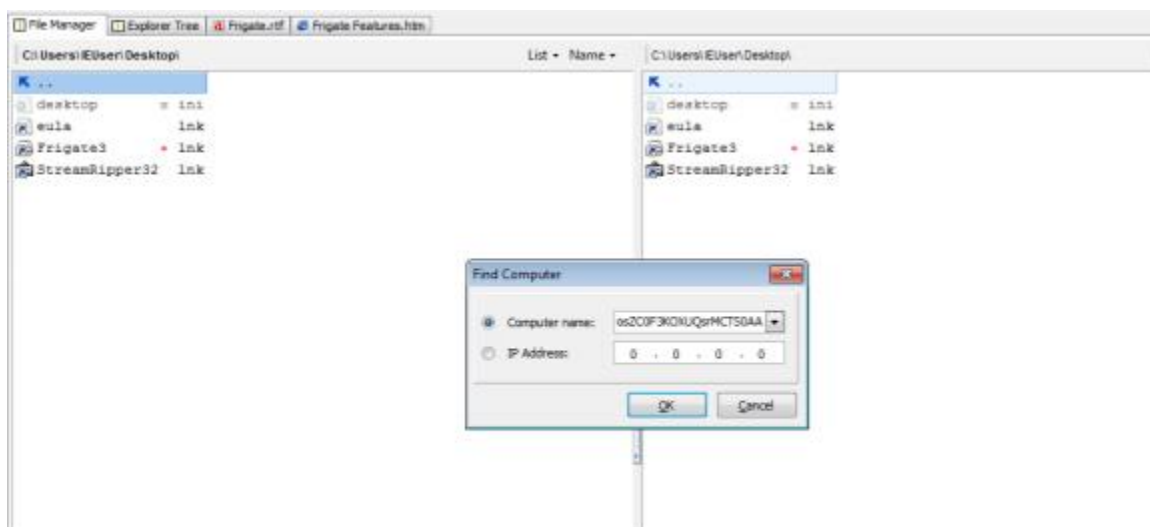 File Manager Explorer Tree Frigate.rtf Frigate Features.htm
C:\Users\IEUser\Desktop\ List Name C:\Users\IEUser\Desktop\
.. ..
desktop ini desktop ini
eula lnk eula lnk
Frigate3 lnk Frigate3 lnk
StreamRipper32 lnk StreamRipper32 lnk
Find Computer
Computer name:
IP Address: 0 . 0 . 0 . 0
OK Cancel